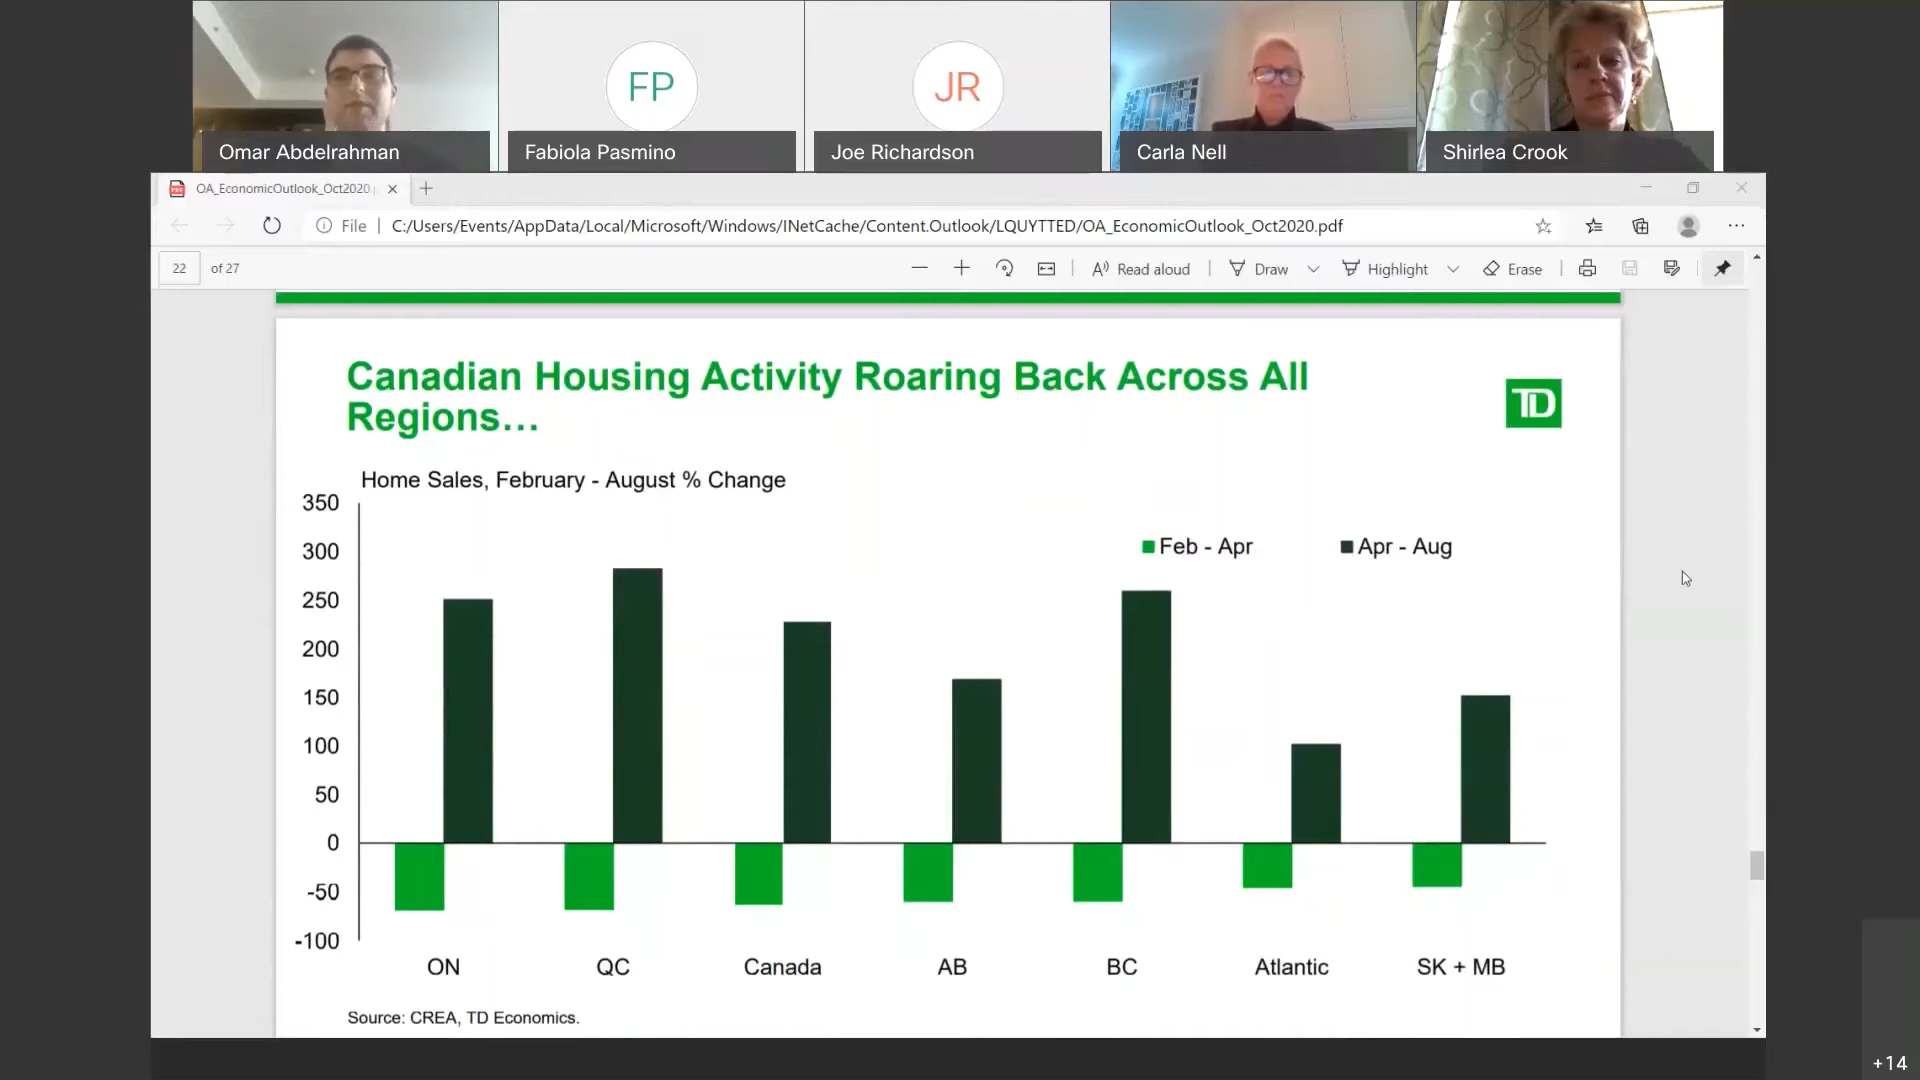 FP
JR
Omar Abdelrahman
Fabiola Pasmino
Joe Richardson
Carla Nell
Shirlea Crook
OA_EconomicOutlook_Oct2020
File
C:/Users/Events/AppData/Local/Microsoft/Windows/INetCache/Content.Outlook/LQUYTTED/OA_EconomicOutlook_Oct2020.pdf
22 of 27
Read aloud
Draw
Highlight
Erase
Canadian Housing Activity Roaring Back Across All
Regions…
TD
Home Sales, February - August % Change
350
300
250
200
150
100
50
0
-50
-100
Feb - Apr
Apr - Aug
ON
QC
Canada
AB
BC
Atlantic
SK + MB
Source: CREA, TD Economics.
+14